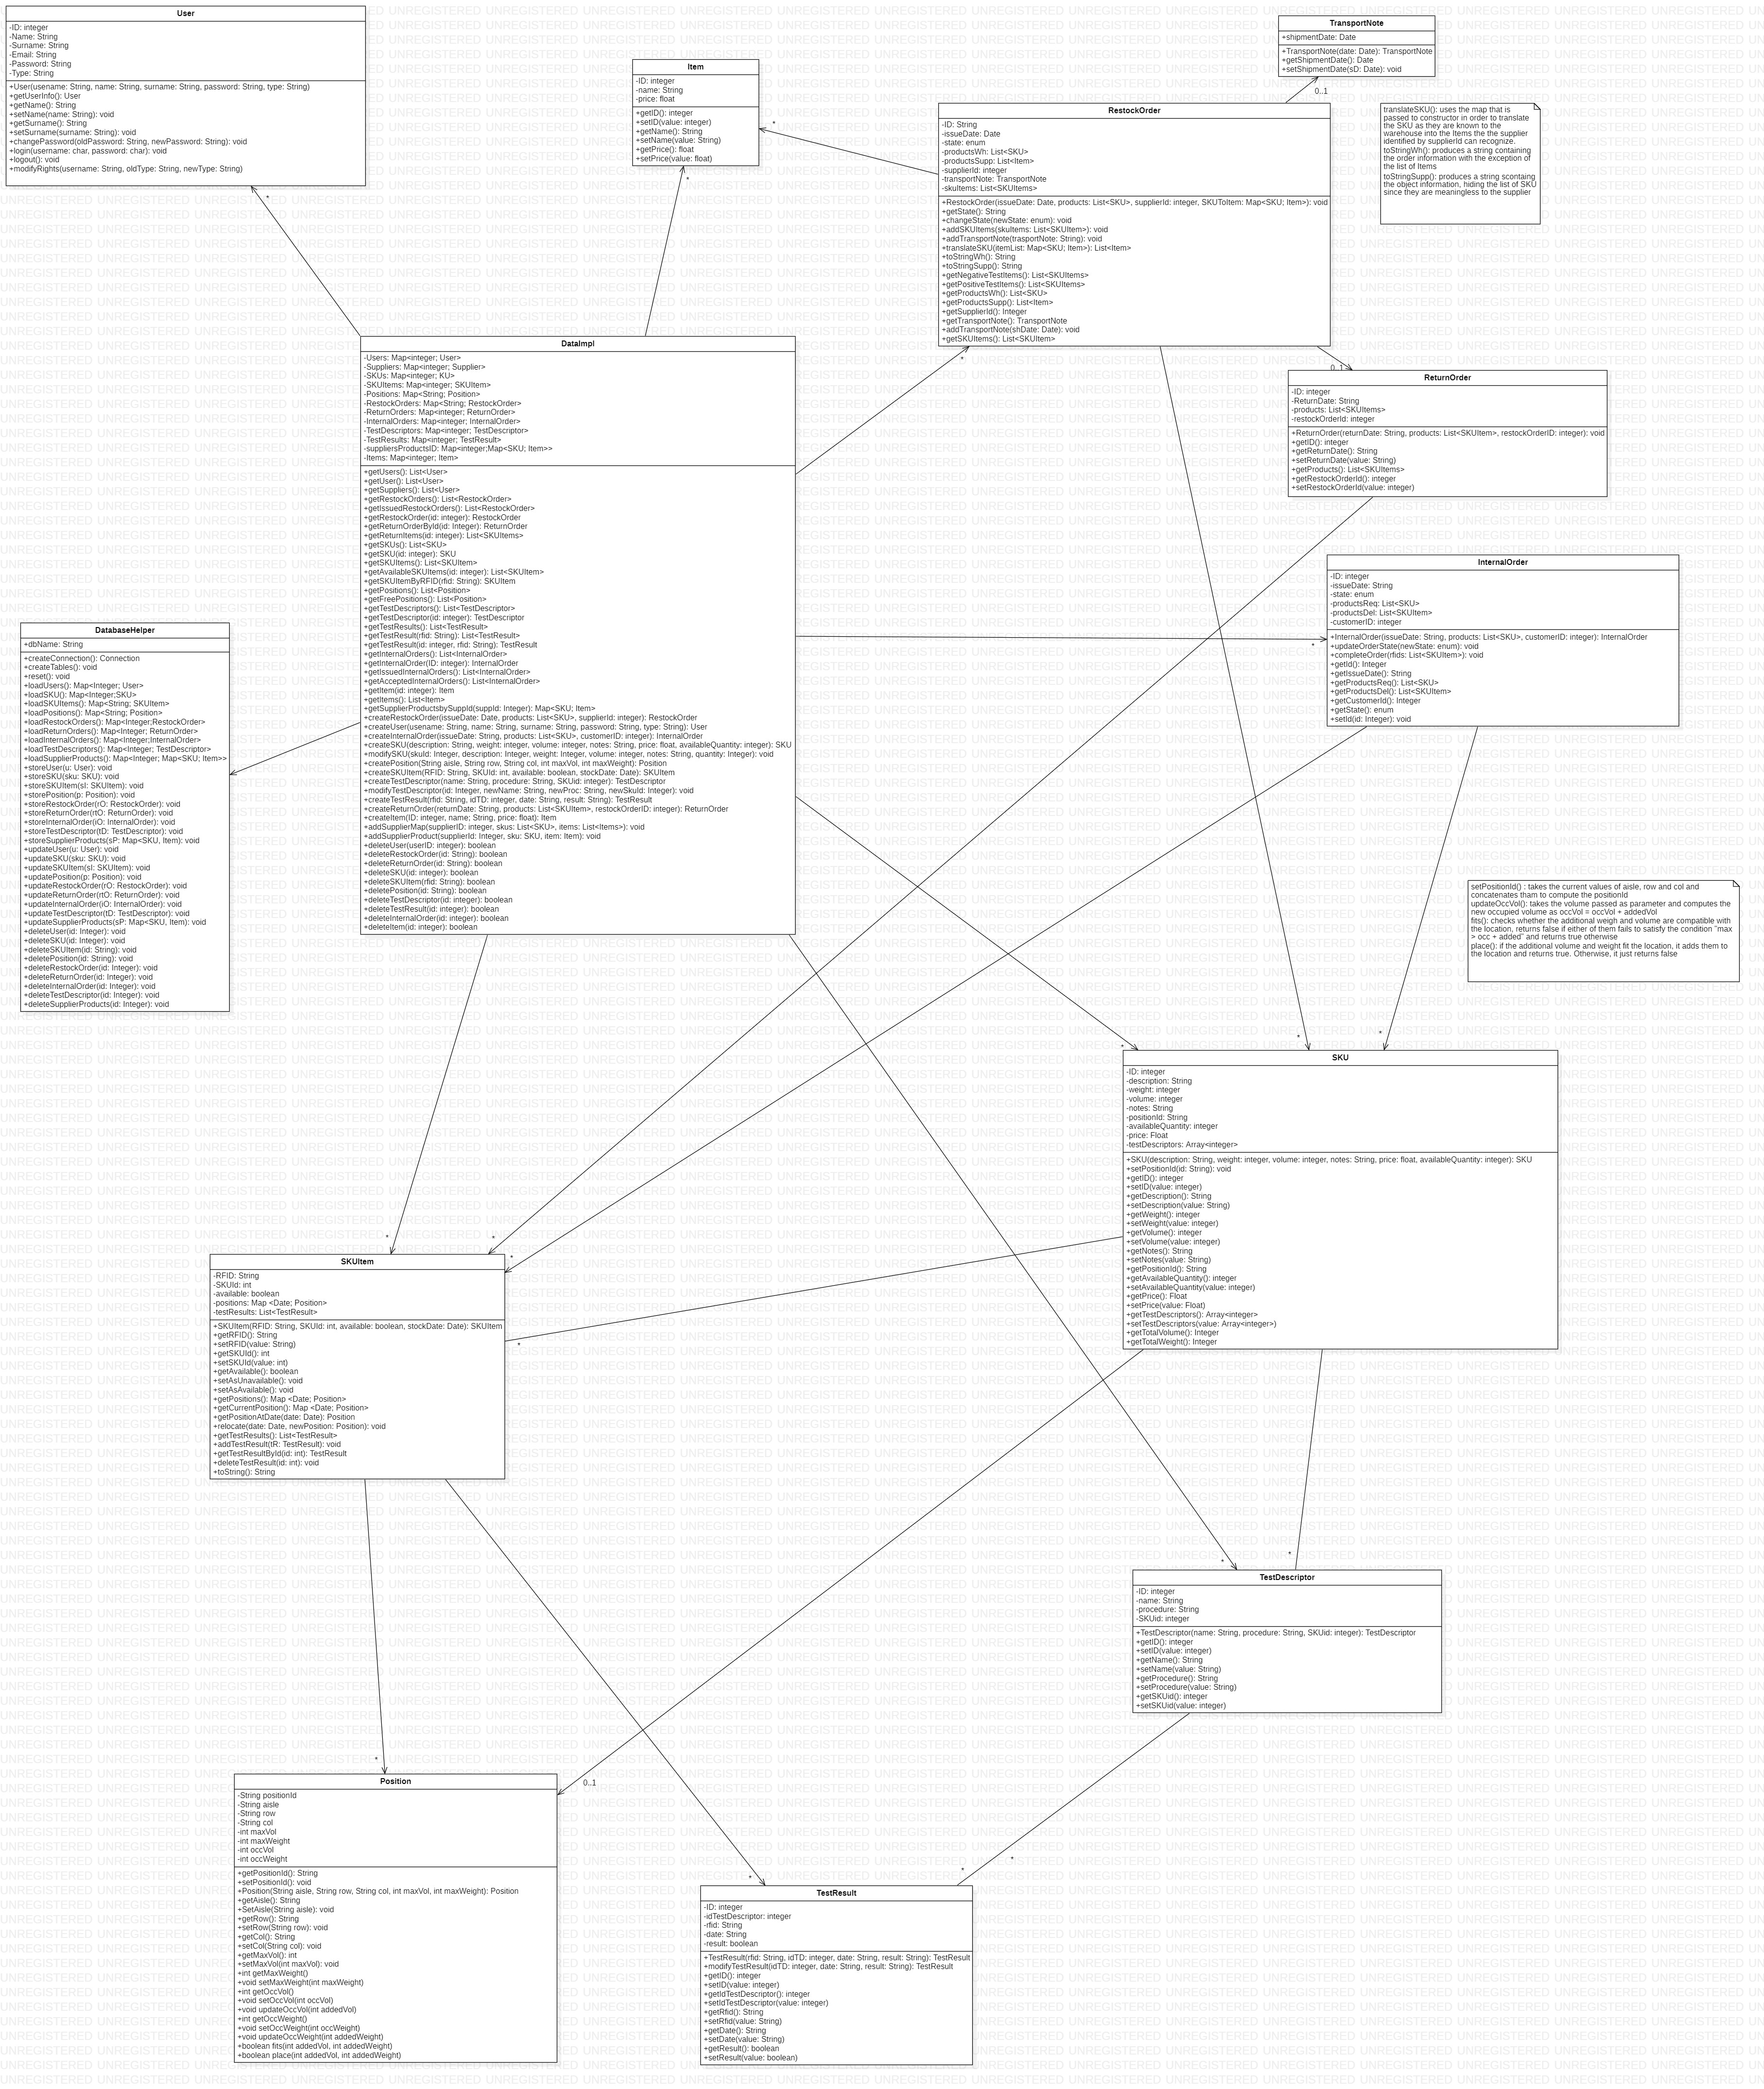 User
-ID: integer
-Name: String
-Surname: String
-Email: String
-Password: String
-Type: String
+User(usename: String, name: String, surname: String, password: String, type: String)
+getUserInfo(): User
+getName(): String
+setName(name: String): void
+getSurname(): String
+setSurname(surname: String): void
+changePassword(oldPassword: String, newPassword: String): void
+login(username: char, password: char): void
+logout(): void
+modifyRights(username: String, oldType: String, newType: String)
*
Item
-ID: integer
-name: String
-price: float
+getID(): integer
+setID(value: integer)
+getName(): String
+setName(value: String)
+getPrice(): float
+setPrice(value: float)
*
*
TransportNote
+shipmentDate: Date
+TransportNote(date: Date): TransportNote
+getShipmentDate(): Date
+setShipmentDate(sD: Date): void
0..1
RestockOrder
-ID: String
-issueDate: Date
-state: enum
-productsWh: List<SKU>
-productsSupp: List<Item>
-supplierId: integer
-transportNote: TransportNote
-skuItems: List<SKUItems>
+RestockOrder(issueDate: Date, products: List<SKU>, supplierId: integer, SKUToItem: Map<SKU; Item>): void
+getState(): String
+changeState(newState: enum): void
+addSKUItems(skuItems: List<SKUItem>): void
+addTransportNote(trasportNote: String): void
+translateSKU(itemList: Map<SKU; Item>): List<Item>
+toStringWh(): String
+toStringSupp(): String
+getNegativeTestItems(): List<SKUItems>
+getPositiveTestItems(): List<SKUItems>
+getProductsWh(): List<SKU>
+getProductsSupp(): List<Item>
+getSupplierId(): Integer
+getTransportNote(): TransportNote
+addTransportNote(shDate: Date): void
+getSKUItems(): List<SKUItem>
*
0..1
translateSKU(): uses the map that is
passed to constructor in order to translate
the SKU as they are known to the
warehouse into the Items the the supplier
identified by supplierId can recognize.
toStringWh(): produces a string containing
the order information with the exception of
the list of Items
toStringSupp(): produces a string scontaing
the object information, hiding the list of SKU
since they are meaningless to the supplier
DataImpl
-Users: Map<integer; User>
-Suppliers: Map<integer; Supplier>
-SKUs: Map<integer; KU>
-SKUItems: Map<integer; SKUItem>
-Positions: Map<String; Position>
-RestockOrders: Map<String; RestockOrder>
-ReturnOrders: Map<integer; ReturnOrder>
-InternalOrders: Map<integer; InternalOrder>
-TestDescriptors: Map<integer; TestDescriptor>
-TestResults: Map<integer; TestResult>
-suppliersProductsID: Map<integer;Map<SKU; Item>>
-Items: Map<integer; Item>
+getUsers(): List<User>
+getUser(): List<User>
+getSuppliers(): List<User>
+getRestockOrders(): List<RestockOrder>
+getIssuedRestockOrders(): List<RestockOrder>
+getRestockOrder(id: integer): RestockOrder
+getReturnOrderById(id: Integer): ReturnOrder
+getReturnItems(id: integer): List<SKUItems>
+getSKUs(): List<SKU>
+getSKU(id: integer): SKU
+getSKUItems(): List<SKUItem>
+getAvailableSKUItems(id: integer): List<SKUItem>
+getSKUItemByRFID(rfid: String): SKUItem
+getPositions(): List<Position>
+getFreePositions(): List<Position>
+getTestDescriptors(): List<TestDescriptor>
+getTestDescriptor(id: integer): TestDescriptor
+getTestResults(): List<TestResult>
+getTestResult(rfid: String): List<TestResult>
+getTestResult(id: integer, rfid: String): TestResult
+getInternalOrders(): List<InternalOrder>
+getInternalOrder(ID: integer): InternalOrder
+getIssuedInternalOrders(): List<InternalOrder>
+getAcceptedInternalOrders(): List<InternalOrder>
+getItem(id: integer): Item
+getItems(): List<Item>
+getSupplierProductsbySuppId(suppId: Integer): Map<SKU; Item>
+createRestockOrder(issueDate: Date, products: List<SKU>, supplierId: integer): RestockOrder
+createUser(usename: String, name: String, surname: String, password: String, type: String): User
+createInternalOrder(issueDate: String, products: List<SKU>, customerID: integer): InternalOrder
+createSKU(description: String, weight: integer, volume: integer, notes: String, price: float, availableQuantity: integer): SKU
+modifySKU(skuId: Integer, description: Integer, weight: Integer, volume: integer, notes: String, quantity: Integer): void
+createPosition(String aisle, String row, String col, int maxVol, int maxWeight): Position
+createSKUItem(RFID: String, SKUId: int, available: boolean, stockDate: Date): SKUItem
+createTestDescriptor(name: String, procedure: String, SKUid: integer): TestDescriptor
+modifyTestDescriptor(id: Integer, newName: String, newProc: String, newSkuId: Integer): void
+createTestResult(rfid: String, idTD: integer, date: String, result: String): TestResult
+createReturnOrder(returnDate: String, products: List<SKUItem>, restockOrderID: integer): ReturnOrder
+createItem(ID: integer, name; String, price: float): Item
+addSupplierMap(supplierID: integer, skus: List<SKU>, items: List<Items>): void
+addSupplierProduct(supplierId: Integer, sku: SKU, item: Item): void
+deleteUser(userID: integer): boolean
+deleteRestockOrder(id: String): boolean
+deleteReturnOrder(id: String): boolean
+deleteSKU(id: integer): boolean
+deleteSKUItem(rfid: String): boolean
+deletePosition(id: String): boolean
+deleteTestDescriptor(id: integer): boolean
+deleteTestResult(id: integer): boolean
+deleteInternalOrder(id: integer): boolean
+deleteItem(id: integer): boolean
ReturnOrder
-ID: integer
-ReturnDate: String
-products: List<SKUItems>
-restockOrderId: integer
+ReturnOrder(returnDate: String, products: List<SKUItem>, restockOrderID: integer): void
+getID(): integer
+getReturnDate(): String
+setReturnDate(value: String)
+getProducts(): List<SKUItems>
+getRestockOrderId(): integer
+setRestockOrderId(value: integer)
InternalOrder
-ID: integer
-issueDate: String
-state: enum
-productsReq: List<SKU>
-productsDel: List<SKUItem>
-customerID: integer
+InternalOrder(issueDate: String, products: List<SKU>, customerID: integer): InternalOrder
+updateOrderState(newState: enum): void
+completeOrder(rfids: List<SKUItem>): void
+getId(): Integer
+getIssueDate(): String
+getProductsReq(): List<SKU>
+getProductsDel(): List<SKUItem>
+getCustomerId(): Integer
+getState(): enum
+setId(id: Integer): void
*
DatabaseHelper
+dbName: String
+createConnection(): Connection
+createTables(): void
+reset(): void
+loadUsers(): Map<Integer; User>
+loadSKU(): Map<Integer;SKU>
+loadSKUItems(): Map<String; SKUItem>
+loadPositions(): Map<String; Position>
+loadRestockOrders(): Map<Integer;RestockOrder>
+loadReturnOrders(): Map<Integer; ReturnOrder>
+loadInternalOrders(): Map<Integer;InternalOrder>
+loadTestDescriptors(): Map<Integer; TestDescriptor>
+loadSupplierProducts(): Map<Integer; Map<SKU; Item>>
+storeUser(u: User): void
+storeSKU(sku: SKU): void
+storeSKUItem(sI: SKUItem): void
+storePosition(p: Position): void
+storeRestockOrder(rO: RestockOrder): void
+storeReturnOrder(rtO: ReturnOrder): void
+storeInternalOrder(iO: InternalOrder): void
+storeTestDescriptor(tD: TestDescriptor): void
+storeSupplierProducts(sP: Map<SKU, Item): void
+updateUser(u: User): void
+updateSKU(sku: SKU): void
+updateSKUItem(sI: SKUItem): void
+updatePosition(p: Position): void
+updateRestockOrder(rO: RestockOrder): void
+updateReturnOrder(rtO: ReturnOrder): void
+updateInternalOrder(iO: InternalOrder): void
+updateTestDescriptor(tD: TestDescriptor): void
+updateSupplierProducts(sP: Map<SKU, Item): void
+deleteUser(id: Integer): void
+deleteSKU(id: Integer): void
+deleteSKUItem(id: String): void
+deletePosition(id: String): void
+deleteRestockOrder(id: Integer): void
+deleteReturnOrder(id: Integer): void
+deleteInternalOrder(id: Integer): void
+deleteTestDescriptor(id: Integer): void
+deleteSupplierProducts(id: Integer): void
setPositionId() : takes the current values of aisle, row and col and
concatenates tham to compute the positionId
updateOccVol(): takes the volume passed as parameter and computes the
new occupied volume as occVol = occVol + addedVol
fits(): checks whether the additional weigh and volume are compatible with
the location, returns false if either of them fails to satisfy the condition "max
> occ + added" and returns true otherwise
place(): if the additional volume and weight fit the location, it adds them to
the location and returns true. Otherwise, it just returns false
*
*
*
SKU
-ID: integer
-description: String
-weight: integer
-volume: integer
-notes: String
-positionId: String
-availableQuantity: integer
-price: Float
-testDescriptors: Array<integer>
+SKU(description: String, weight: integer, volume: integer, notes: String, price: float, availableQuantity: integer): SKU
+setPositionId(id: String): void
+getID(): integer
+setID(value: integer)
+getDescription(): String
+setDescription(value: String)
+getWeight(): integer
+setWeight(value: integer)
+getVolume(): integer
+setVolume(value: integer)
+getNotes(): String
+setNotes(value: String)
+getPositionId(): String
+getAvailableQuantity(): integer
+setAvailableQuantity(value: integer)
+getPrice(): Float
+setPrice(value: Float)
+getTestDescriptors(): Array<integer>
+setTestDescriptors(value: Array<integer>)
+getTotalVolume(): Integer
+getTotalWeight(): Integer
*
*
*
*
SKUItem
-RFID: String
-SKUId: int
-available: boolean
-positions: Map <Date; Position>
-testResults: List<TestResult>
+SKUItem(RFID: String, SKUId: int, available: boolean, stockDate: Date): SKUItem
+getRFID(): String
+setRFID(value: String)
+getSKUId(): int
+setSKUId(value: int)
+getAvailable(): boolean
+setAsUnavailable(): void
+setAsAvailable(): void
+getPositions(): Map <Date; Position>
+getCurrentPosition(): Map <Date; Position>
+getPositionAtDate(date: Date): Position
+relocate(date: Date, newPosition: Position): void
+getTestResults(): List<TestResult>
+addTestResult(tR: TestResult): void
+getTestResultById(id: int): TestResult
+deleteTestResult(id: int): void
+toString(): String
*
*
TestDescriptor
-ID: integer
-name: String
-procedure: String
-SKUid: integer
+TestDescriptor(name: String, procedure: String, SKUid: integer): TestDescriptor
+getID(): integer
+setID(value: integer)
+getName(): String
+setName(value: String)
+getProcedure(): String
+setProcedure(value: String)
+getSKUid(): integer
+setSKUid(value: integer)
*
0..1
Position
-String positionId
-String aisle
-String row
-String col
-int maxVol
-int maxWeight
-int occVol
-int occWeight
+getPositionId(): String
+setPositionId(): void
+Position(String aisle, String row, String col, int maxVol, int maxWeight): Position
+getAisle(): String
+SetAisle(String aisle): void
+getRow(): String
+setRow(String row): void
+getCol(): String
+setCol(String col): void
+getMaxVol(): int
+setMaxVol(int maxVol): void
+int getMaxWeight()
+void setMaxWeight(int maxWeight)
+int getOccVol()
+void setOccVol(int occVol)
+void updateOccVol(int addedVol)
+int getOccWeight()
+void setOccWeight(int occWeight)
+void updateOccWeight(int addedWeight)
+boolean fits(int addedVol, int addedWeight)
+boolean place(int addedVol, int addedWeight)
*
*
*
TestResult
-ID: integer
-idTestDescriptor: integer
-rfid: String
-date: String
-result: boolean
+TestResult(rfid: String, idTD: integer, date: String, result: String): TestResult
+modifyTestResult(idTD: integer, date: String, result: String): TestResult
+getID(): integer
+setID(value: integer)
+getIdTestDescriptor(): integer
+setIdTestDescriptor(value: integer)
+getRfid(): String
+setRfid(value: String)
+getDate(): String
+setDate(value: String)
+getResult(): boolean
+setResult(value: boolean)